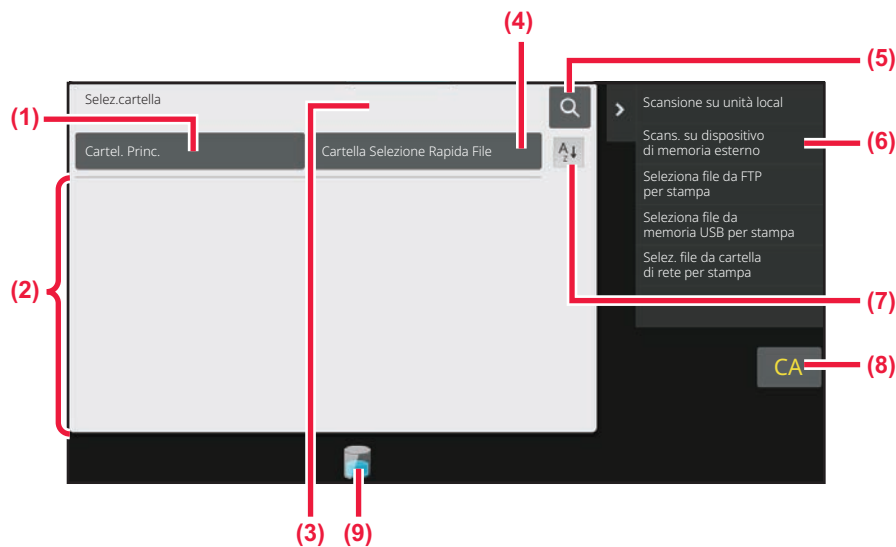 (4)
(5)
Selez.cartella
Scansione su unità local
(1)
Cartel. Princ.
Cartella Selezione Rapida File
A
Z
Scans. su dispositivo
di memoria esterno
(6)
Seleziona file da FTP
per stampa
Seleziona file da
memoria USB per stampa
Selez. file da cartella
di rete per stampa
(2)
(7)
CA
(8)
(3)
(9)